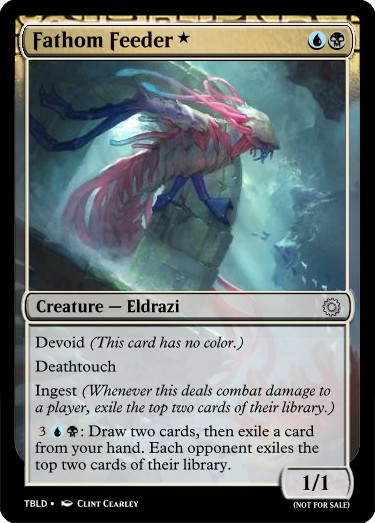 Fathom Feeder ★
Creature — Eldrazi
Devoid (This card has no color.)
Deathtouch
Ingest (Whenever this deals combat damage to
a player, exile the top two cards of their library.)
3 : Draw two cards, then exile a card
from your hand. Each opponent exiles the
top two cards of their library.
1/1
TBLD • Clint Cearley
(NOT FOR SALE)